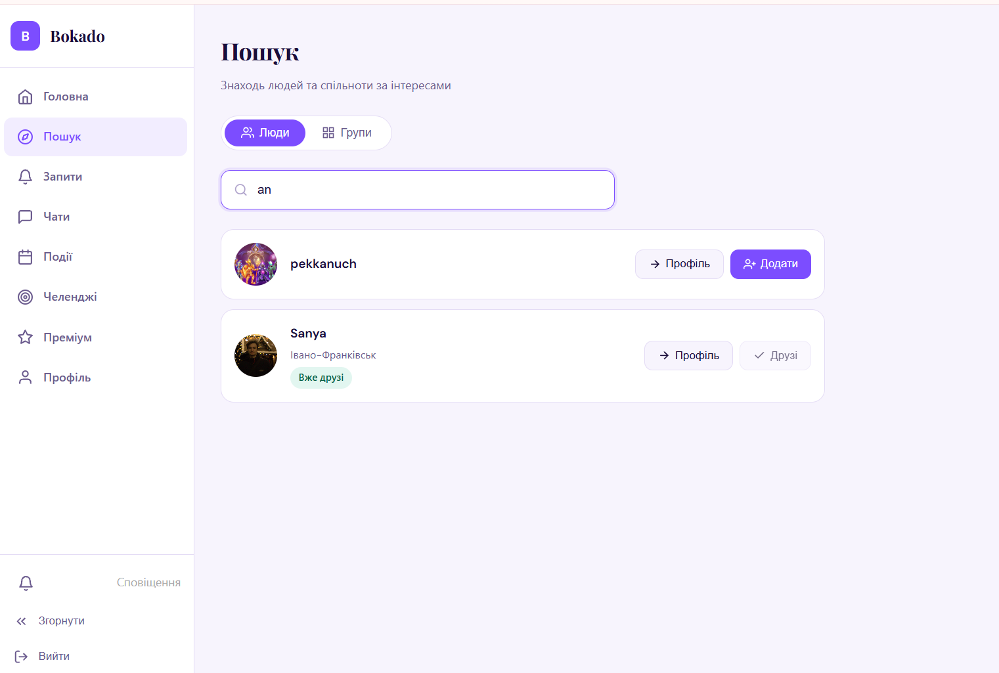 B Bokado
Головна
Пошук
Запити
Чати
Події
Челенджі
Преміум
Профіль
Сповіщення
Згорнути
Вийти
Пошук
Знаходь людей та спільноти за інтересами
Люди Групи
an
pekkanuch Профіль Додати
Sanya
Івано-Франківськ
Вже друзі
Профіль Друзі